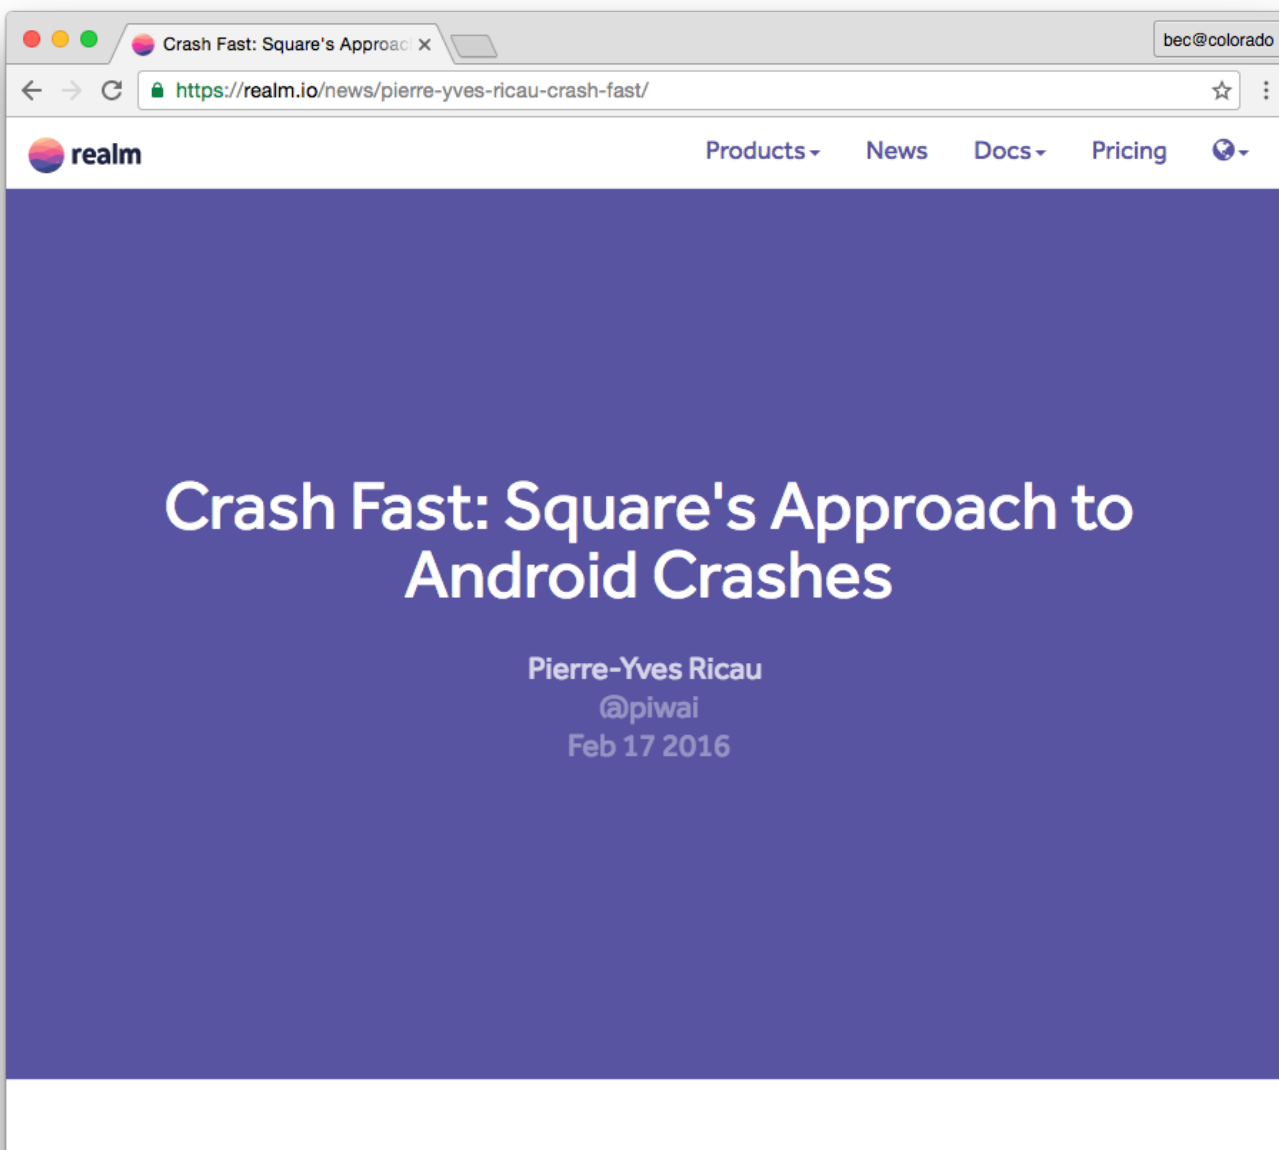 Crash Fast: Square's Approac
bec@colorado
https://realm.io/news/pierre-yves-ricau-crash-fast/
realm Products News Docs Pricing
Crash Fast: Square's Approach to
Android Crashes
Pierre-Yves Ricau
@piwai
Feb 17 2016